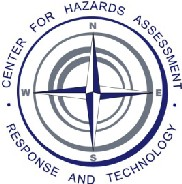 CENTER FOR HAZARDS ASSESSMENT
RESPONSE AND TECHNOLOGY
N
W
E
S